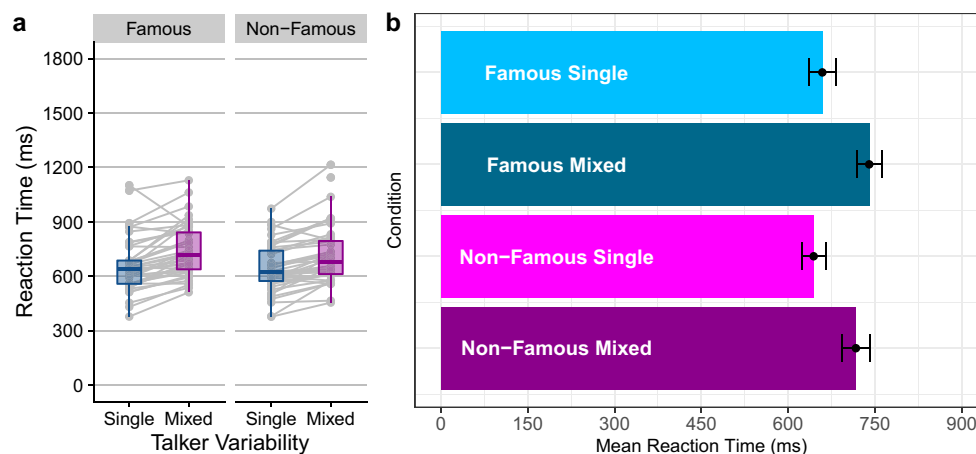 a
Famous
Non−Famous
Reaction Time (ms)
1800
1500
1200
900
600
300
0
Single
Mixed
Single
Mixed
Talker Variability
b
Condition
Famous Single
Famous Mixed
Non−Famous Single
Non−Famous Mixed
0
150
300
450
600
750
900
Mean Reaction Time (ms)